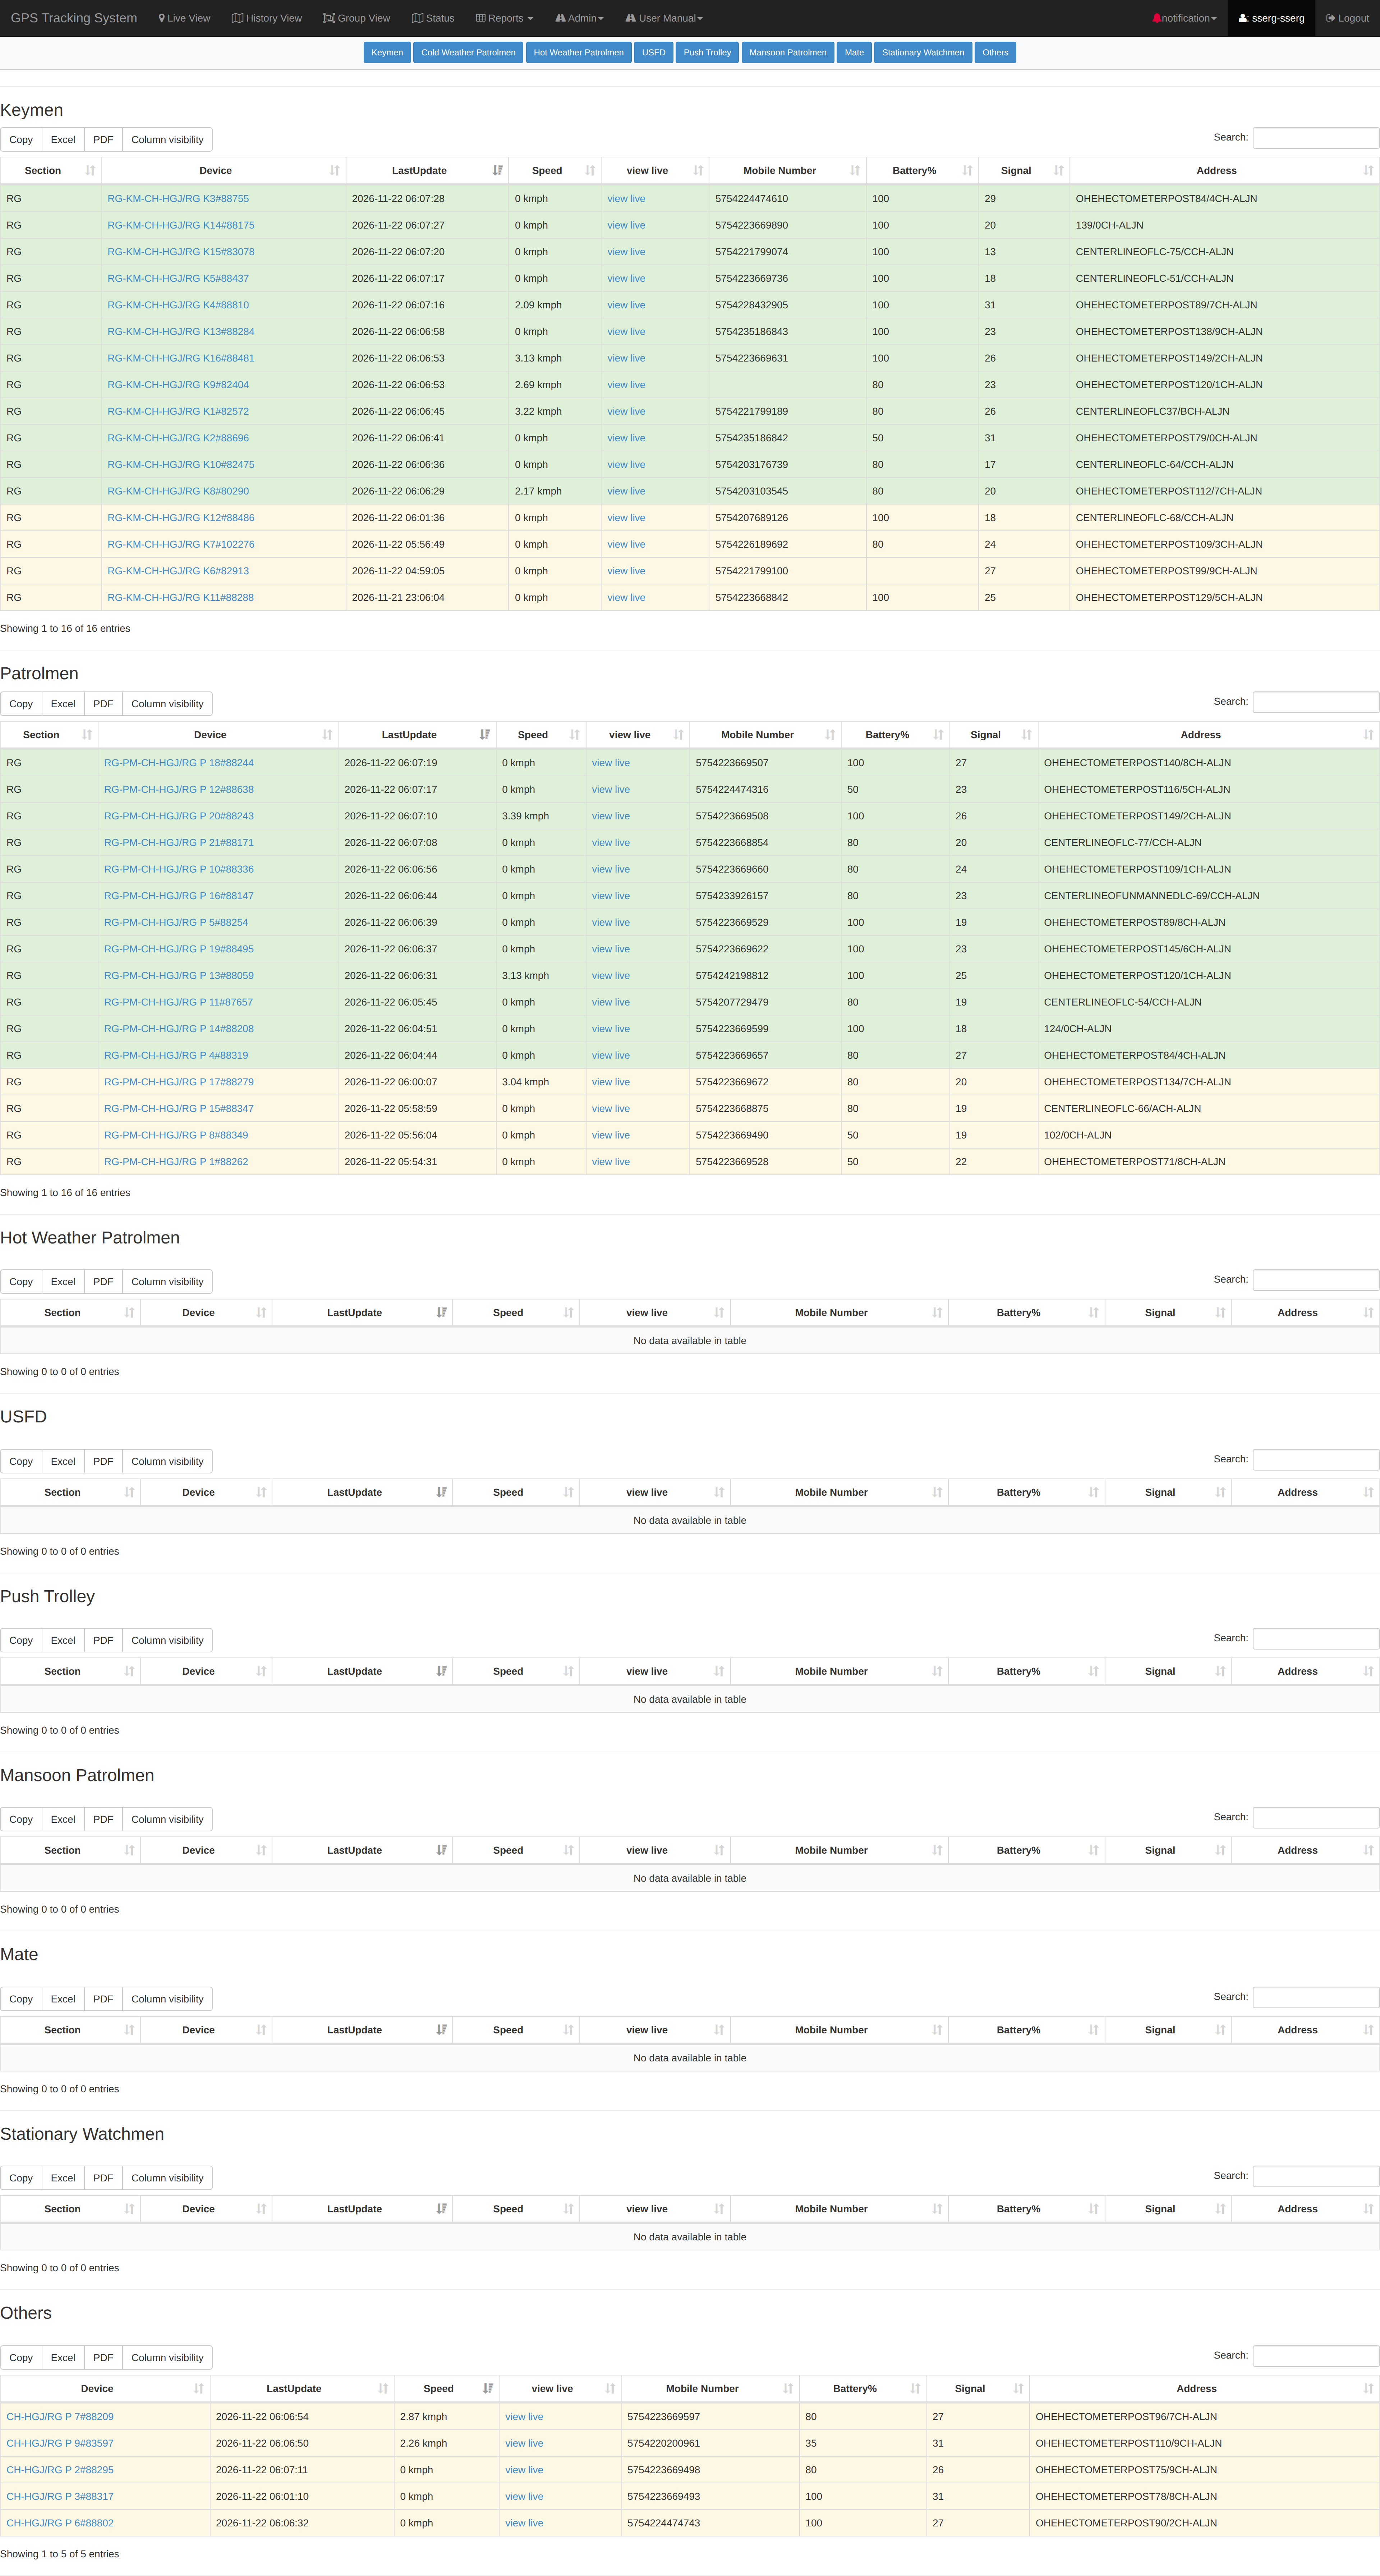 GPS Tracking System Live View History View Group View Status Reports Admin User Manual notification : sserg-sserg Logout
Keymen Cold Weather Patrolmen Hot Weather Patrolmen USFD Push Trolley Mansoon Patrolmen Mate Stationary Watchmen Others
Keymen
Copy Excel PDF Column visibility Search:
Section Device LastUpdate Speed view live Mobile Number Battery% Signal Address
RG RG-KM-CH-HGJ/RG K3#88755 2026-11-22 06:07:28 0 kmph view live 5754224474610 100 29 OHEHECTOMETERPOST84/4CH-ALJN
RG RG-KM-CH-HGJ/RG K14#88175 2026-11-22 06:07:27 0 kmph view live 5754223669890 100 20 139/0CH-ALJN
RG RG-KM-CH-HGJ/RG K15#83078 2026-11-22 06:07:20 0 kmph view live 5754221799074 100 13 CENTERLINEOFLC-75/CCH-ALJN
RG RG-KM-CH-HGJ/RG K5#88437 2026-11-22 06:07:17 0 kmph view live 5754223669736 100 18 CENTERLINEOFLC-51/CCH-ALJN
RG RG-KM-CH-HGJ/RG K4#88810 2026-11-22 06:07:16 2.09 kmph view live 5754228432905 100 31 OHEHECTOMETERPOST89/7CH-ALJN
RG RG-KM-CH-HGJ/RG K13#88284 2026-11-22 06:06:58 0 kmph view live 5754235186843 100 23 OHEHECTOMETERPOST138/9CH-ALJN
RG RG-KM-CH-HGJ/RG K16#88481 2026-11-22 06:06:53 3.13 kmph view live 5754223669631 100 26 OHEHECTOMETERPOST149/2CH-ALJN
RG RG-KM-CH-HGJ/RG K9#82404 2026-11-22 06:06:53 2.69 kmph view live 80 23 OHEHECTOMETERPOST120/1CH-ALJN
RG RG-KM-CH-HGJ/RG K1#82572 2026-11-22 06:06:45 3.22 kmph view live 5754221799189 80 26 CENTERLINEOFLC37/BCH-ALJN
RG RG-KM-CH-HGJ/RG K2#88696 2026-11-22 06:06:41 0 kmph view live 5754235186842 50 31 OHEHECTOMETERPOST79/0CH-ALJN
RG RG-KM-CH-HGJ/RG K10#82475 2026-11-22 06:06:36 0 kmph view live 5754203176739 80 17 CENTERLINEOFLC-64/CCH-ALJN
RG RG-KM-CH-HGJ/RG K8#80290 2026-11-22 06:06:29 2.17 kmph view live 5754203103545 80 20 OHEHECTOMETERPOST112/7CH-ALJN
RG RG-KM-CH-HGJ/RG K12#88486 2026-11-22 06:01:36 0 kmph view live 5754207689126 100 18 CENTERLINEOFLC-68/CCH-ALJN
RG RG-KM-CH-HGJ/RG K7#102276 2026-11-22 05:56:49 0 kmph view live 5754226189692 80 24 OHEHECTOMETERPOST109/3CH-ALJN
RG RG-KM-CH-HGJ/RG K6#82913 2026-11-22 04:59:05 0 kmph view live 5754221799100 27 OHEHECTOMETERPOST99/9CH-ALJN
RG RG-KM-CH-HGJ/RG K11#88288 2026-11-21 23:06:04 0 kmph view live 5754223668842 100 25 OHEHECTOMETERPOST129/5CH-ALJN
Showing 1 to 16 of 16 entries
Patrolmen
Copy Excel PDF Column visibility Search:
Section Device LastUpdate Speed view live Mobile Number Battery% Signal Address
RG RG-PM-CH-HGJ/RG P 18#88244 2026-11-22 06:07:19 0 kmph view live 5754223669507 100 27 OHEHECTOMETERPOST140/8CH-ALJN
RG RG-PM-CH-HGJ/RG P 12#88638 2026-11-22 06:07:17 0 kmph view live 5754224474316 50 23 OHEHECTOMETERPOST116/5CH-ALJN
RG RG-PM-CH-HGJ/RG P 20#88243 2026-11-22 06:07:10 3.39 kmph view live 5754223669508 100 26 OHEHECTOMETERPOST149/2CH-ALJN
RG RG-PM-CH-HGJ/RG P 21#88171 2026-11-22 06:07:08 0 kmph view live 5754223668854 80 20 CENTERLINEOFLC-77/CCH-ALJN
RG RG-PM-CH-HGJ/RG P 10#88336 2026-11-22 06:06:56 0 kmph view live 5754223669660 80 24 OHEHECTOMETERPOST109/1CH-ALJN
RG RG-PM-CH-HGJ/RG P 16#88147 2026-11-22 06:06:44 0 kmph view live 5754233926157 80 23 CENTERLINEOFUNMANNEDLC-69/CCH-ALJN
RG RG-PM-CH-HGJ/RG P 5#88254 2026-11-22 06:06:39 0 kmph view live 5754223669529 100 19 OHEHECTOMETERPOST89/8CH-ALJN
RG RG-PM-CH-HGJ/RG P 19#88495 2026-11-22 06:06:37 0 kmph view live 5754223669622 100 23 OHEHECTOMETERPOST145/6CH-ALJN
RG RG-PM-CH-HGJ/RG P 13#88059 2026-11-22 06:06:31 3.13 kmph view live 5754242198812 100 25 OHEHECTOMETERPOST120/1CH-ALJN
RG RG-PM-CH-HGJ/RG P 11#87657 2026-11-22 06:05:45 0 kmph view live 5754207729479 80 19 CENTERLINEOFLC-54/CCH-ALJN
RG RG-PM-CH-HGJ/RG P 14#88208 2026-11-22 06:04:51 0 kmph view live 5754223669599 100 18 124/0CH-ALJN
RG RG-PM-CH-HGJ/RG P 4#88319 2026-11-22 06:04:44 0 kmph view live 5754223669657 80 27 OHEHECTOMETERPOST84/4CH-ALJN
RG RG-PM-CH-HGJ/RG P 17#88279 2026-11-22 06:00:07 3.04 kmph view live 5754223669672 80 20 OHEHECTOMETERPOST134/7CH-ALJN
RG RG-PM-CH-HGJ/RG P 15#88347 2026-11-22 05:58:59 0 kmph view live 5754223668875 80 19 CENTERLINEOFLC-66/ACH-ALJN
RG RG-PM-CH-HGJ/RG P 8#88349 2026-11-22 05:56:04 0 kmph view live 5754223669490 50 19 102/0CH-ALJN
RG RG-PM-CH-HGJ/RG P 1#88262 2026-11-22 05:54:31 0 kmph view live 5754223669528 50 22 OHEHECTOMETERPOST71/8CH-ALJN
Showing 1 to 16 of 16 entries
Hot Weather Patrolmen
Copy Excel PDF Column visibility Search:
Section Device LastUpdate Speed view live Mobile Number Battery% Signal Address
No data available in table
Showing 0 to 0 of 0 entries
USFD
Copy Excel PDF Column visibility Search:
Section Device LastUpdate Speed view live Mobile Number Battery% Signal Address
No data available in table
Showing 0 to 0 of 0 entries
Push Trolley
Copy Excel PDF Column visibility Search:
Section Device LastUpdate Speed view live Mobile Number Battery% Signal Address
No data available in table
Showing 0 to 0 of 0 entries
Mansoon Patrolmen
Copy Excel PDF Column visibility Search:
Section Device LastUpdate Speed view live Mobile Number Battery% Signal Address
No data available in table
Showing 0 to 0 of 0 entries
Mate
Copy Excel PDF Column visibility Search:
Section Device LastUpdate Speed view live Mobile Number Battery% Signal Address
No data available in table
Showing 0 to 0 of 0 entries
Stationary Watchmen
Copy Excel PDF Column visibility Search:
Section Device LastUpdate Speed view live Mobile Number Battery% Signal Address
No data available in table
Showing 0 to 0 of 0 entries
Others
Copy Excel PDF Column visibility Search:
Device LastUpdate Speed view live Mobile Number Battery% Signal Address
CH-HGJ/RG P 7#88209 2026-11-22 06:06:54 2.87 kmph view live 5754223669597 80 27 OHEHECTOMETERPOST96/7CH-ALJN
CH-HGJ/RG P 9#83597 2026-11-22 06:06:50 2.26 kmph view live 5754220200961 35 31 OHEHECTOMETERPOST110/9CH-ALJN
CH-HGJ/RG P 2#88295 2026-11-22 06:07:11 0 kmph view live 5754223669498 80 26 OHEHECTOMETERPOST75/9CH-ALJN
CH-HGJ/RG P 3#88317 2026-11-22 06:01:10 0 kmph view live 5754223669493 100 31 OHEHECTOMETERPOST78/8CH-ALJN
CH-HGJ/RG P 6#88802 2026-11-22 06:06:32 0 kmph view live 5754224474743 100 27 OHEHECTOMETERPOST90/2CH-ALJN
Showing 1 to 5 of 5 entries